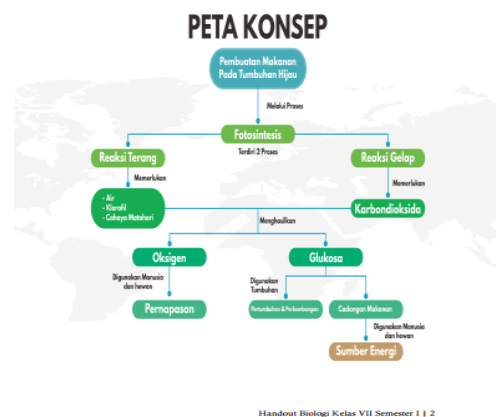 PETA KONSEP
Pembuatan Makanan
Pada Tumbuhan Hijau
Melalui Proses
Fotosintesis
Terdiri 2 Proses
Reaksi Terang
Reaksi Gelap
Memerlukan
Memerlukan
- Air
- Klorofil
- Cahaya Matahari
Karbondioksida
Menghasilkan
Oksigen
Glukosa
Digunakan Manusia
dan hewan
Digunakan
Tumbuhan
Pernapasan
Pertumbuhan & Perkembangan
Cadangan Makanan
Digunakan Manusia
dan hewan
Sumber Energi
Handout Biologi Kelas VII Semester I | 2